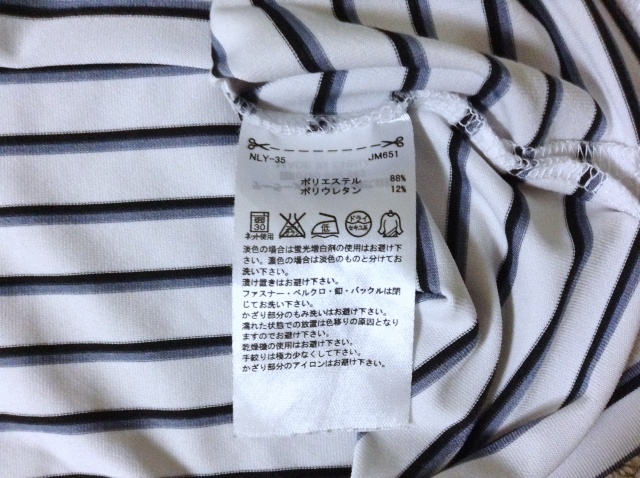 NLY-35 JM651
ポリエステル 88%
ポリウレタン 12%
30 低 ドライ セキユ系
ネット使用
淡色の場合は蛍光増白剤の使用はお避け下
さい。濃色の場合は淡色のものと分けてお
洗い下さい。
漬け置きはお避け下さい。
ファスナー・ベルクロ・釦・バックルは閉
じてお洗い下さい。
かざり部分のもみ洗いはお避け下さい。
濡れた状態での放置は色移りの原因となり
ますのでお避け下さい。
乾燥機の使用はお避け下さい。
手絞りは極力少なくして下さい。
かざり部分のアイロンはお避け下さい。